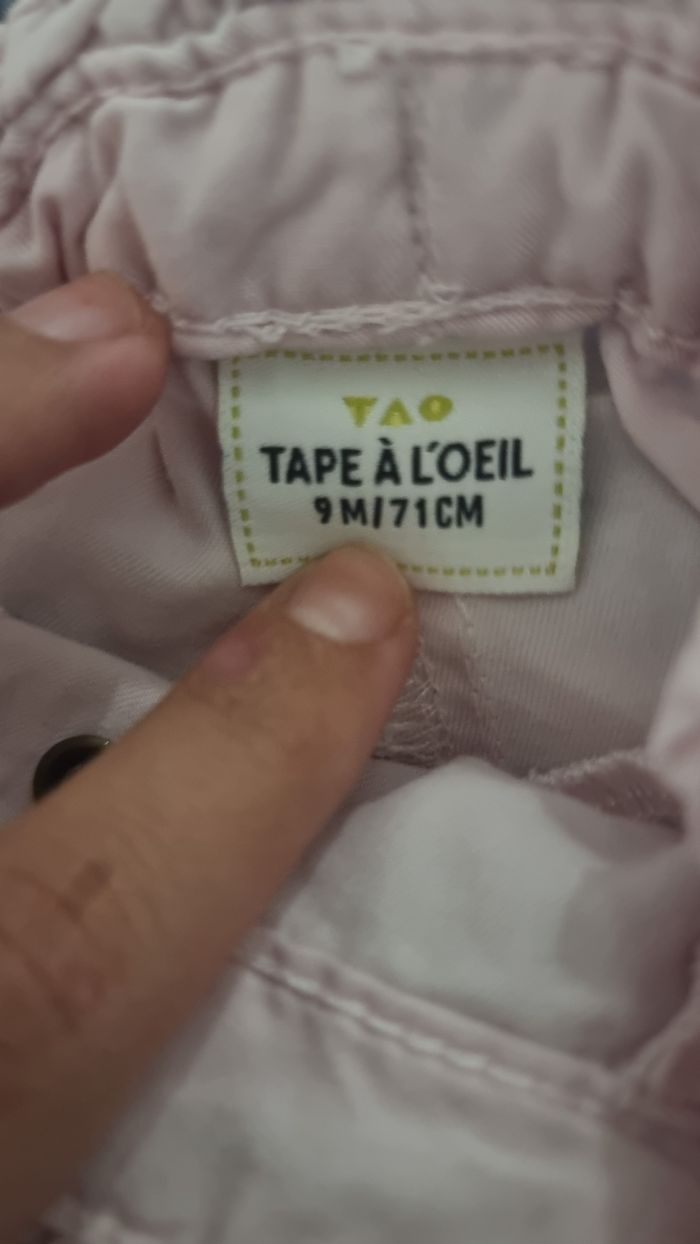 TAO
TAPE À L'OEIL
9M/71CM